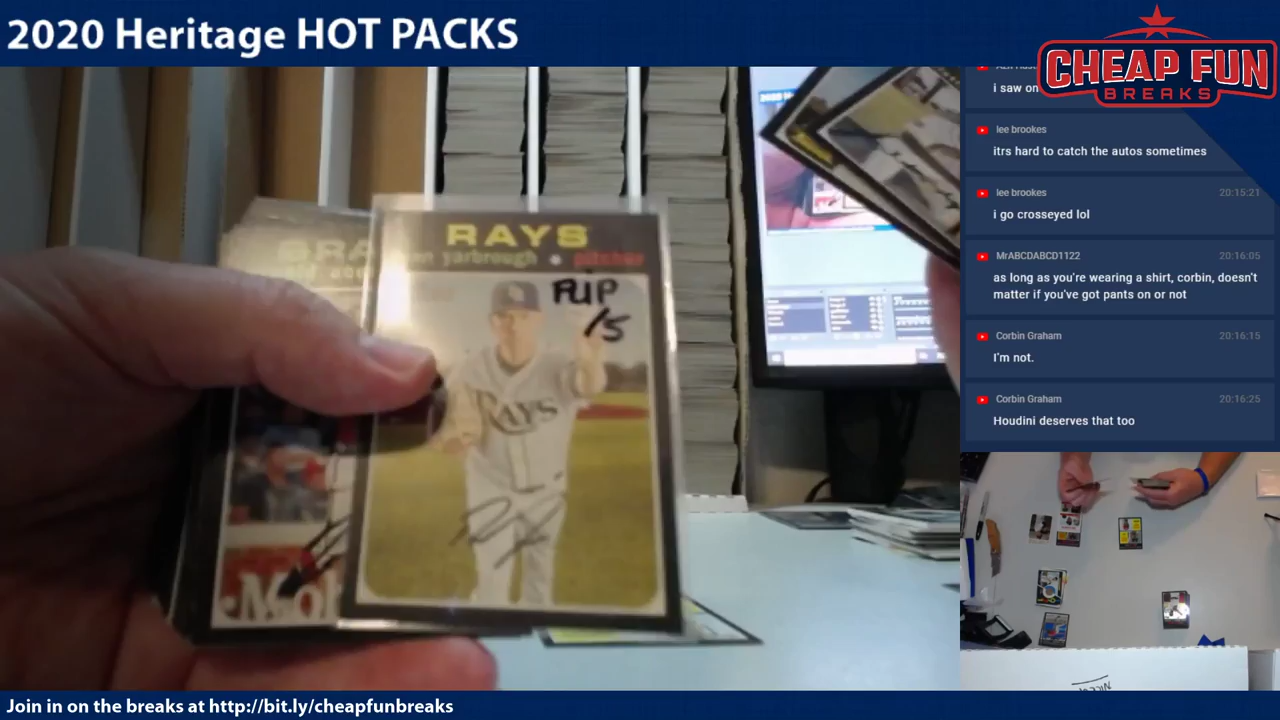 2020 Heritage HOT PACKS
CHEAP FUN
BREAKS
i saw on
lee brookes
itrs hard to catch the autos sometimes
lee brookes 20:15:21
i go crosseyed lol
MrABCDABCD1122 20:16:05
as long as you're wearing a shirt, corbin, doesn't
matter if you've got pants on or not
Corbin Graham 20:16:15
I'm not.
Corbin Graham 20:16:25
Houdini deserves that too
RAYS
yarbrough • pitcher
FLIP
/5
RAYS
BRA
Join in on the breaks at http://bit.ly/cheapfunbreaks